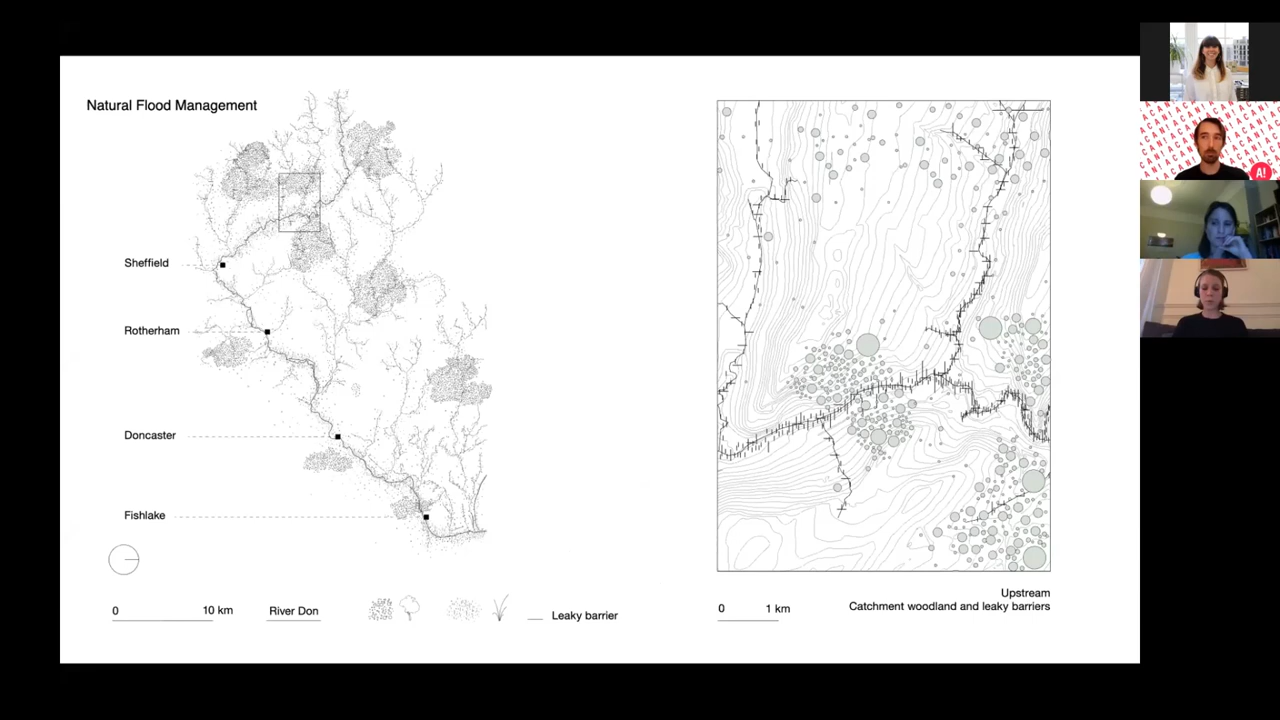 Natural Flood Management
Sheffield
Rotherham
Doncaster
Fishlake
0 10 km
River Don
Leaky barrier
0 1 km
Upstream
Catchment woodland and leaky barriers
A!